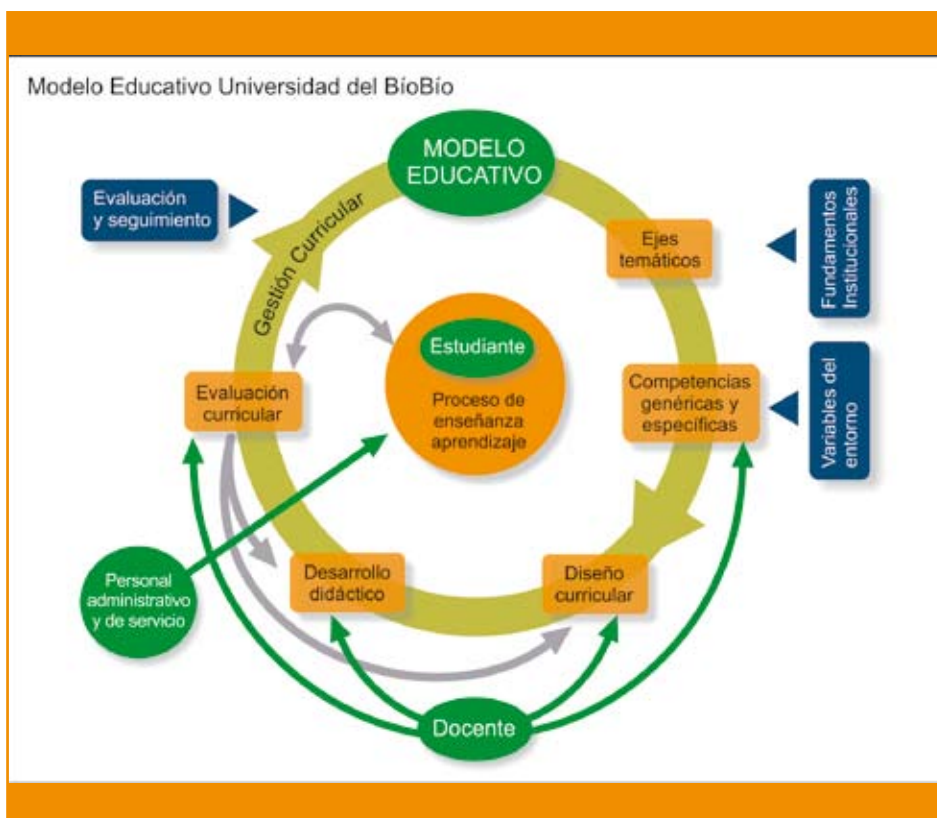 Modelo Educativo Universidad del BíoBío
MODELO
EDUCATIVO
Evaluación
y seguimiento
Gestión Curricular
Ejes
temáticos
Fundamentos
Institucionales
Estudiante
Proceso de
enseñanza
aprendizaje
Evaluación
curricular
Competencias
genéricas y
específicas
Variables del
entorno
Personal
administrativo
y de servicio
Desarrollo
didáctico
Diseño
curricular
Docente